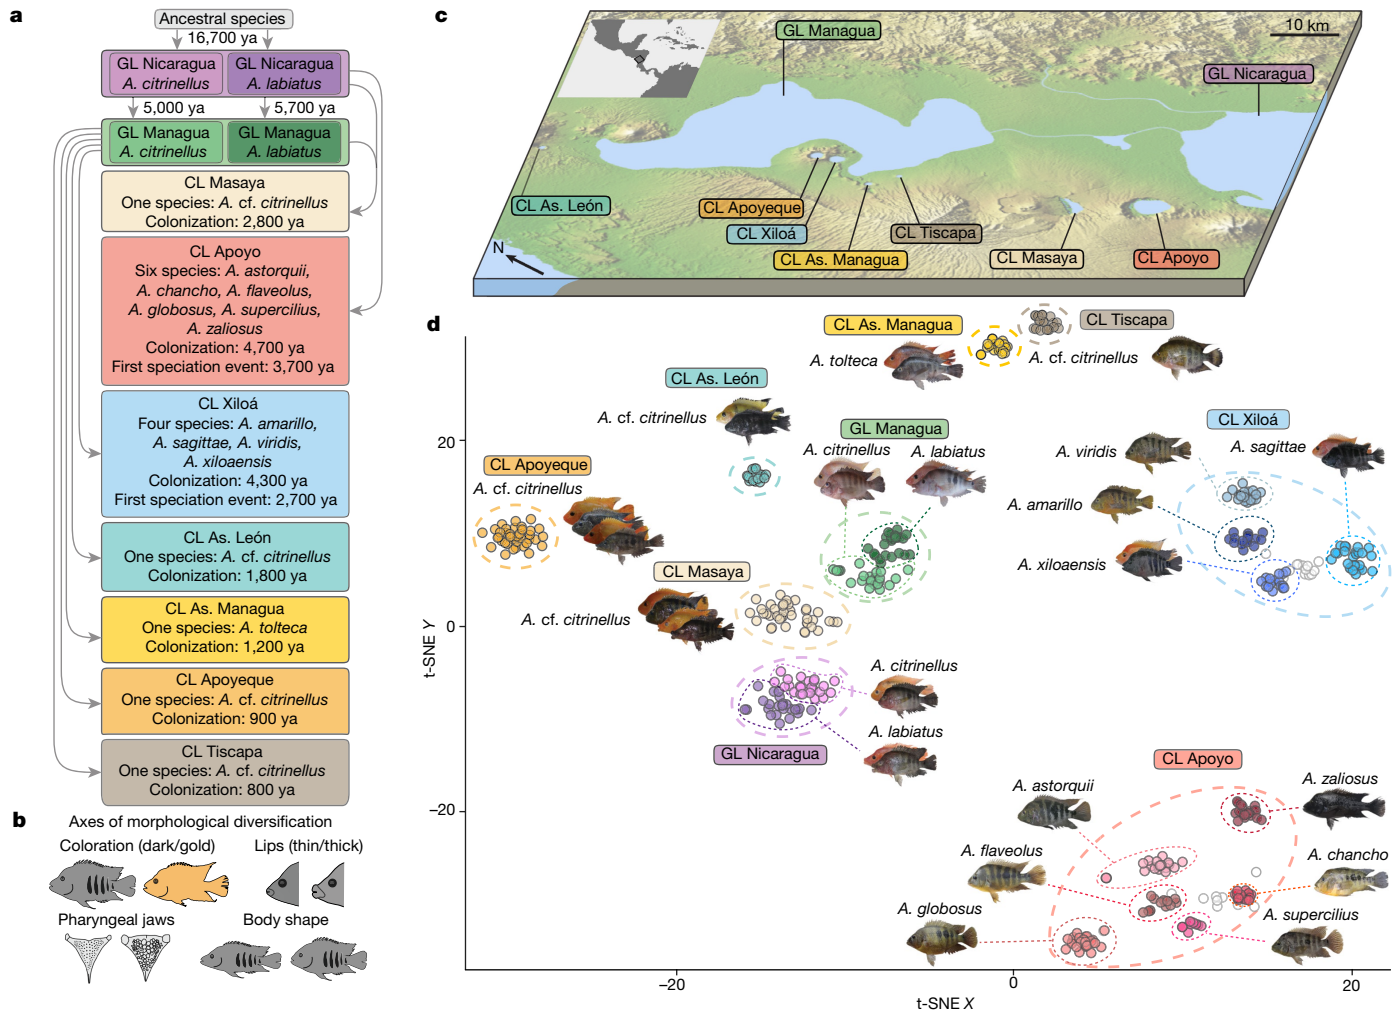 a
Ancestral species
16,700 ya
GL Nicaragua
A. citrinellus
GL Nicaragua
A. labiatus
5,000 ya
5,700 ya
GL Managua
A. citrinellus
GL Managua
A. labiatus
CL Masaya
One species: A. cf. citrinellus
Colonization: 2,800 ya
CL Apoyo
Six species: A. astorquii,
A. chancho, A. flaveolus,
A. globosus, A. supercilius,
A. zaliosus
Colonization: 4,700 ya
First speciation event: 3,700 ya
CL Xiloá
Four species: A. amarillo,
A. sagittae, A. viridis,
A. xiloaensis
Colonization: 4,300 ya
First speciation event: 2,700 ya
CL As. León
One species: A. cf. citrinellus
Colonization: 1,800 ya
CL As. Managua
One species: A. tolteca
Colonization: 1,200 ya
CL Apoyeque
One species: A. cf. citrinellus
Colonization: 900 ya
CL Tiscapa
One species: A. cf. citrinellus
Colonization: 800 ya
b
Axes of morphological diversification
Coloration (dark/gold)
Lips (thin/thick)
Pharyngeal jaws
Body shape
c
GL Managua
10 km
GL Nicaragua
CL As. León
CL Apoyeque
CL Xiloá
CL As. Managua
CL Tiscapa
CL Masaya
CL Apoyo
N
d
CL As. Managua
CL Tiscapa
A. tolteca
A. cf. citrinellus
CL As. León
A. cf. citrinellus
GL Managua
A. citrinellus
A. labiatus
CL Xiloá
A. viridis
A. sagittae
A. amarillo
A. xiloaensis
CL Apoyeque
A. cf. citrinellus
CL Masaya
A. cf. citrinellus
A. citrinellus
A. labiatus
GL Nicaragua
CL Apoyo
A. astorquii
A. zaliosus
A. flaveolus
A. chancho
A. globosus
A. supercilius
20
0
−20
t-SNE Y
−20
0
20
t-SNE X